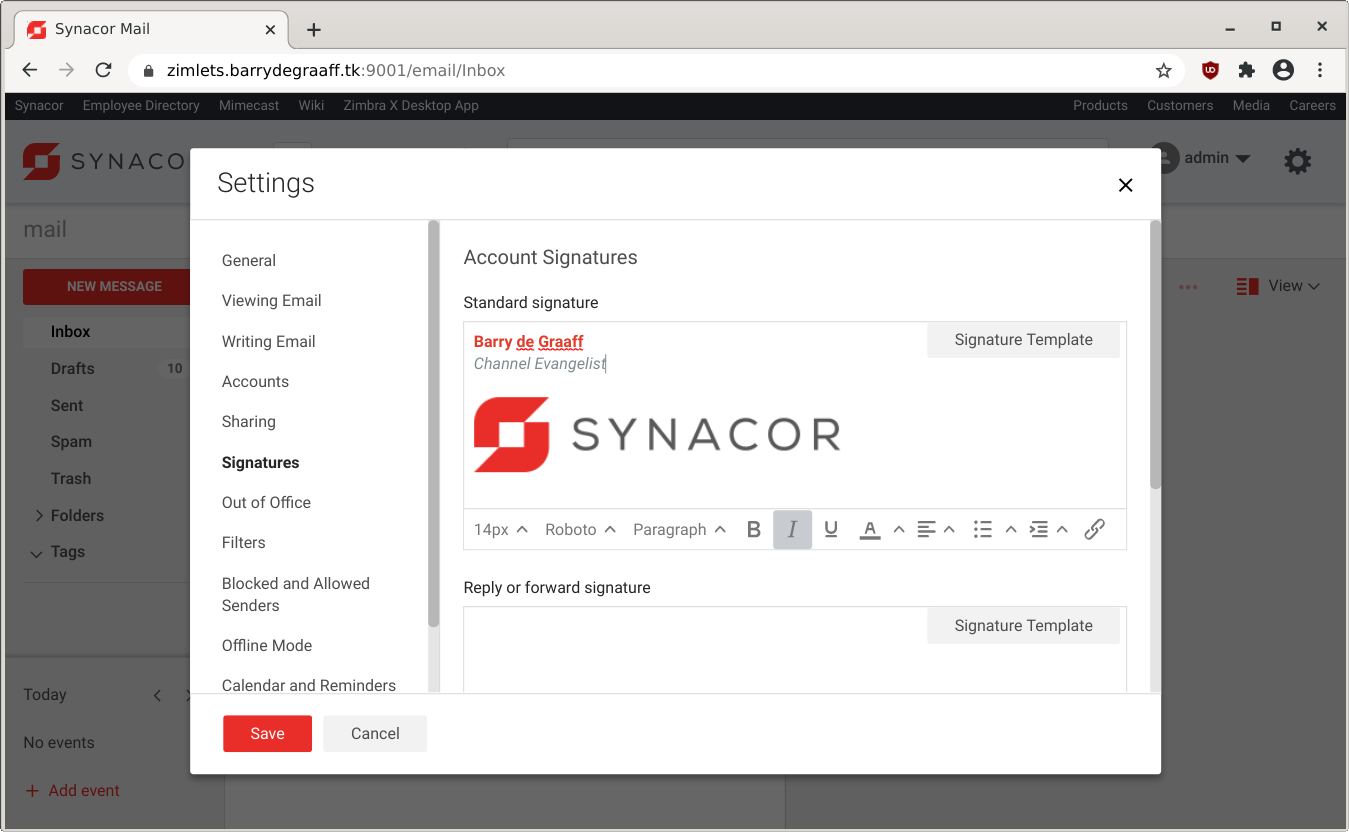 Synacor Mail
zimlets.barrydegraaff.tk:9001/email/Inbox
Synacor Employee Directory Mimecast Wiki Zimbra X Desktop App Products Customers Media Careers
SYNACO
admin
mail
NEW MESSAGE
Inbox
Drafts 10
Sent
Spam
Trash
Folders
Tags
Today
No events
+ Add event
View
Settings
General
Viewing Email
Writing Email
Accounts
Sharing
Signatures
Out of Office
Filters
Blocked and Allowed
Senders
Offline Mode
Calendar and Reminders
Account Signatures
Standard signature
Signature Template
Barry de Graaff
Channel Evangelist
SYNACOR
14px Roboto Paragraph B I U A
Reply or forward signature
Signature Template
Save Cancel